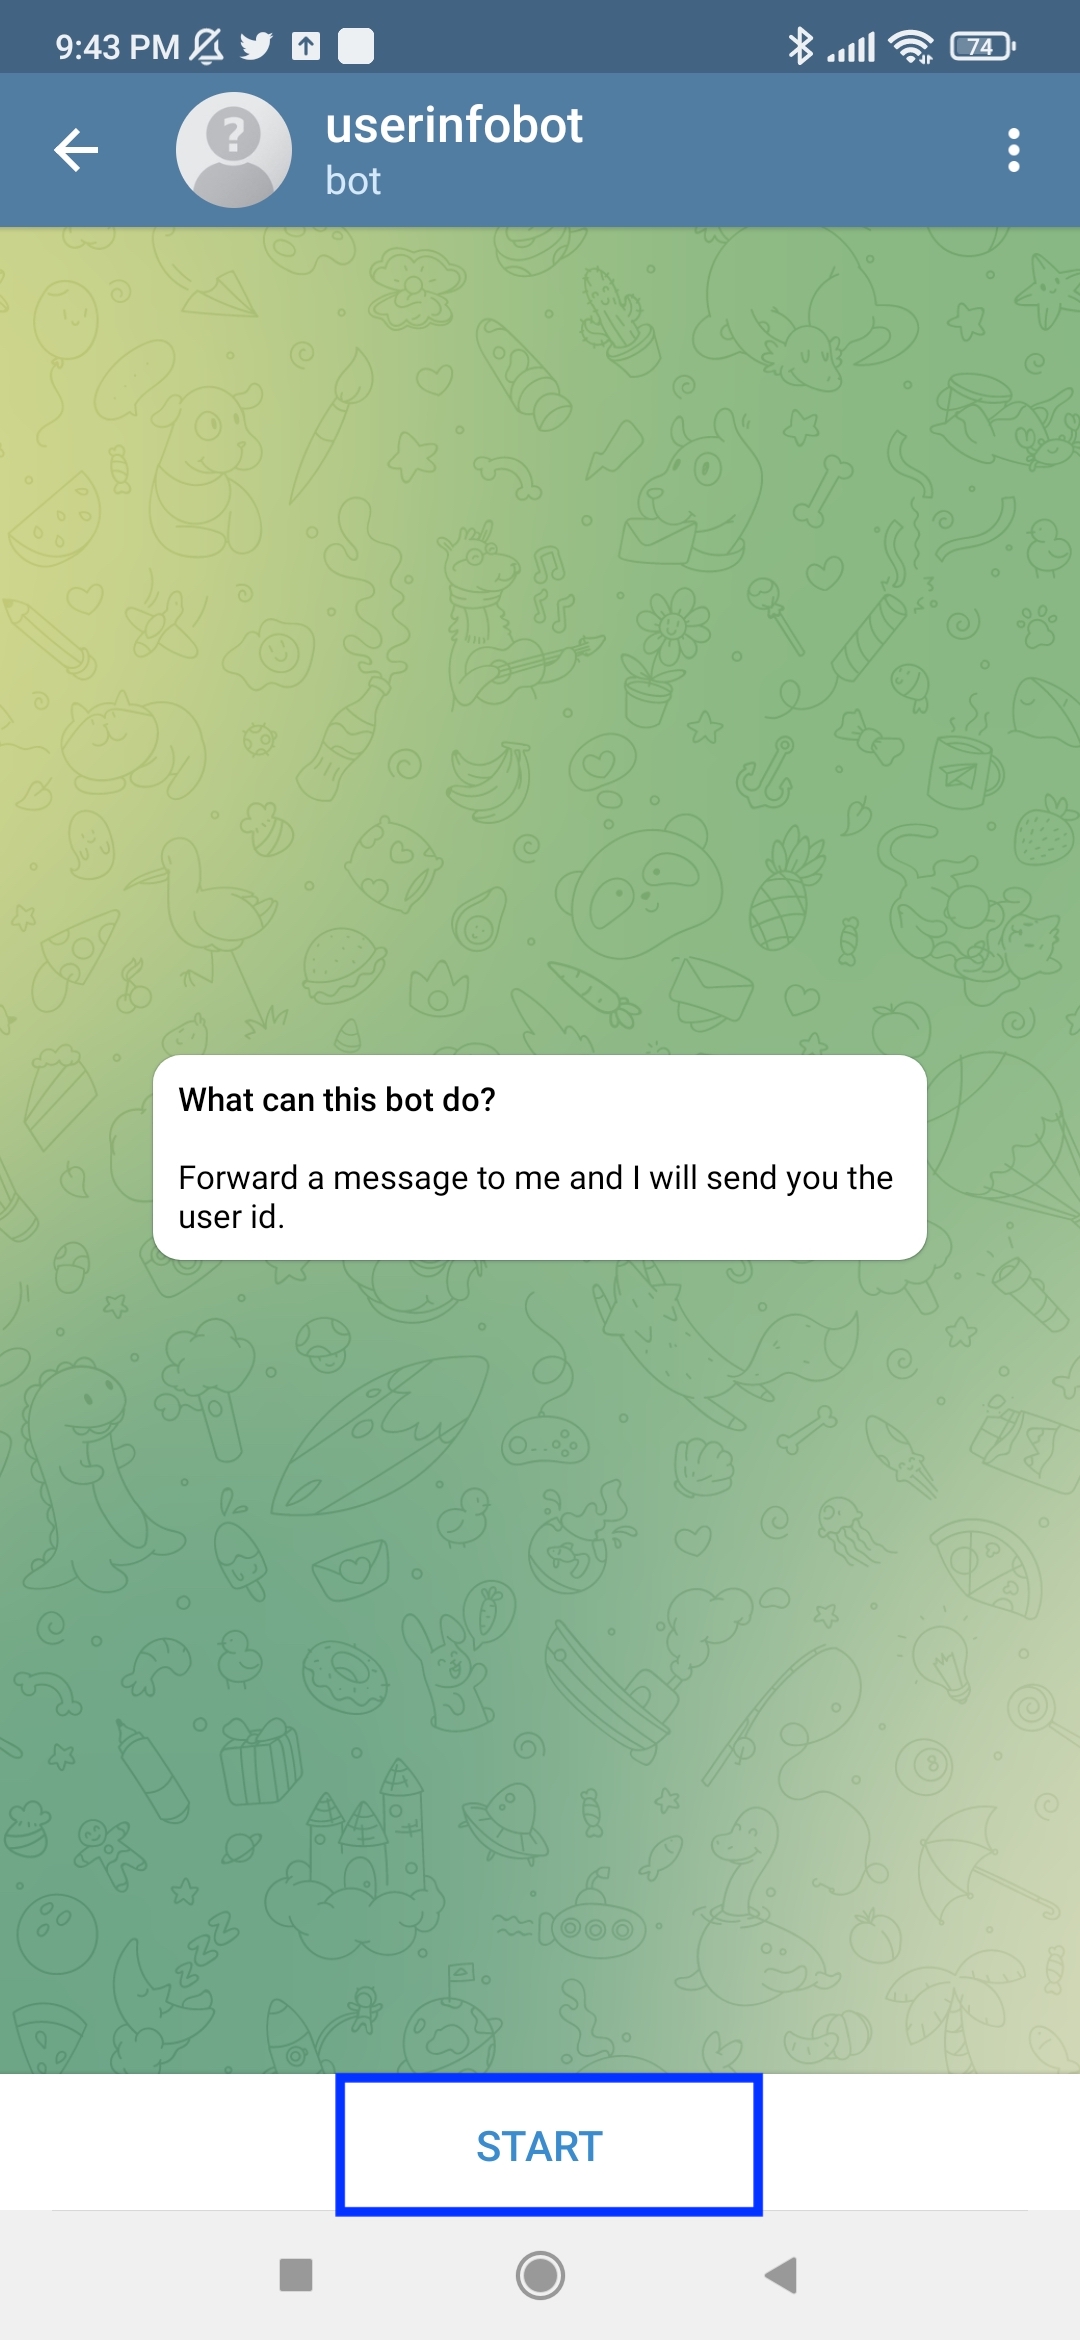 9:43 PM
74
?
userinfobot
bot
What can this bot do?
Forward a message to me and I will send you the
user id.
START